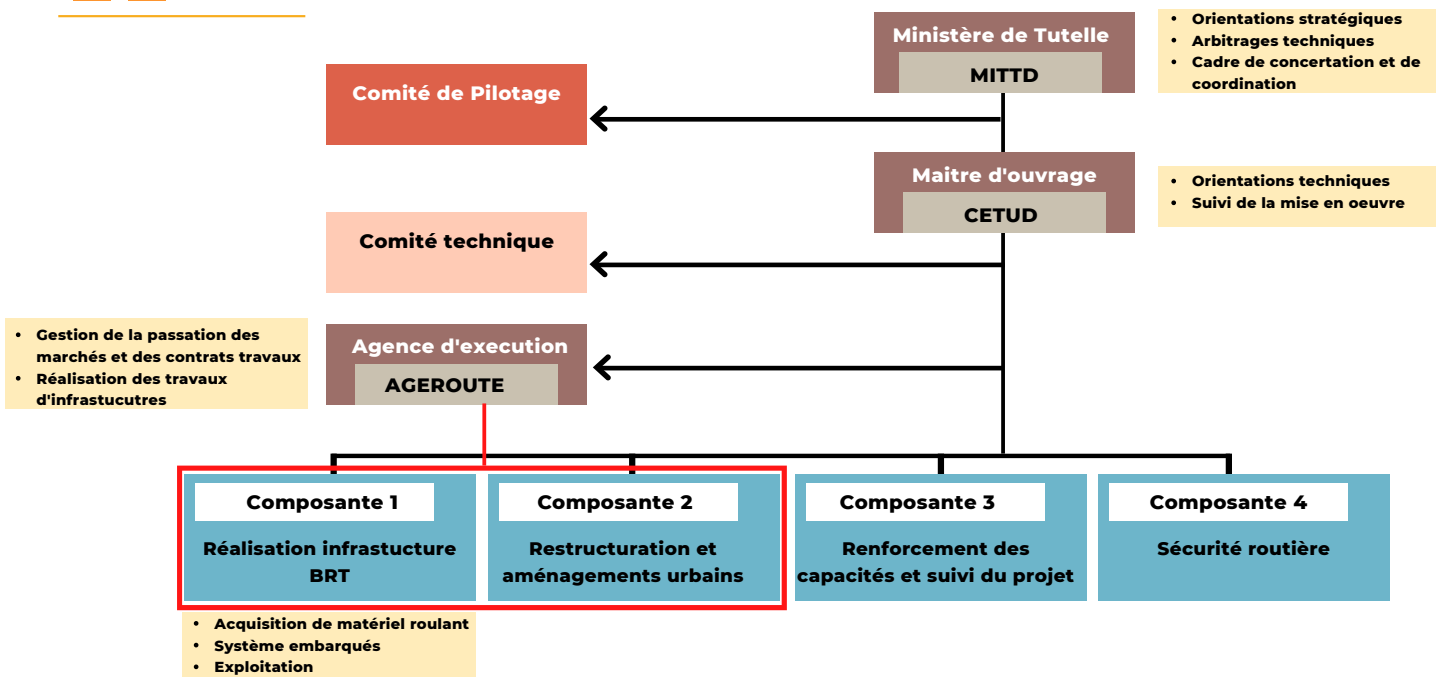 Ministère de Tutelle
MITTD
• Orientations stratégiques
• Arbitrages techniques
• Cadre de concertation et de
coordination
Comité de Pilotage
Maitre d'ouvrage
CETUD
• Orientations techniques
• Suivi de la mise en oeuvre
Comité technique
• Gestion de la passation des
marchés et des contrats travaux
• Réalisation des travaux
d'infrastucutres
Agence d'execution
AGEROUTE
Composante 1
Réalisation infrastucture
BRT
Composante 2
Restructuration et
aménagements urbains
Composante 3
Renforcement des
capacités et suivi du projet
Composante 4
Sécurité routière
• Acquisition de matériel roulant
• Système embarqués
• Exploitation